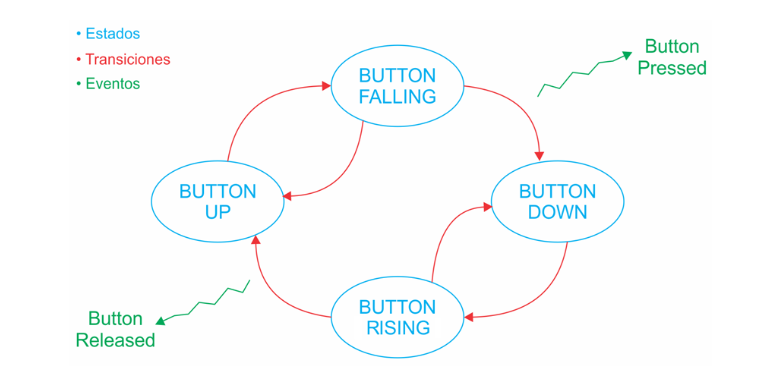 • Estados
• Transiciones
• Eventos
Button
Pressed
BUTTON
FALLING
BUTTON
UP
BUTTON
DOWN
BUTTON
RISING
Button
Released